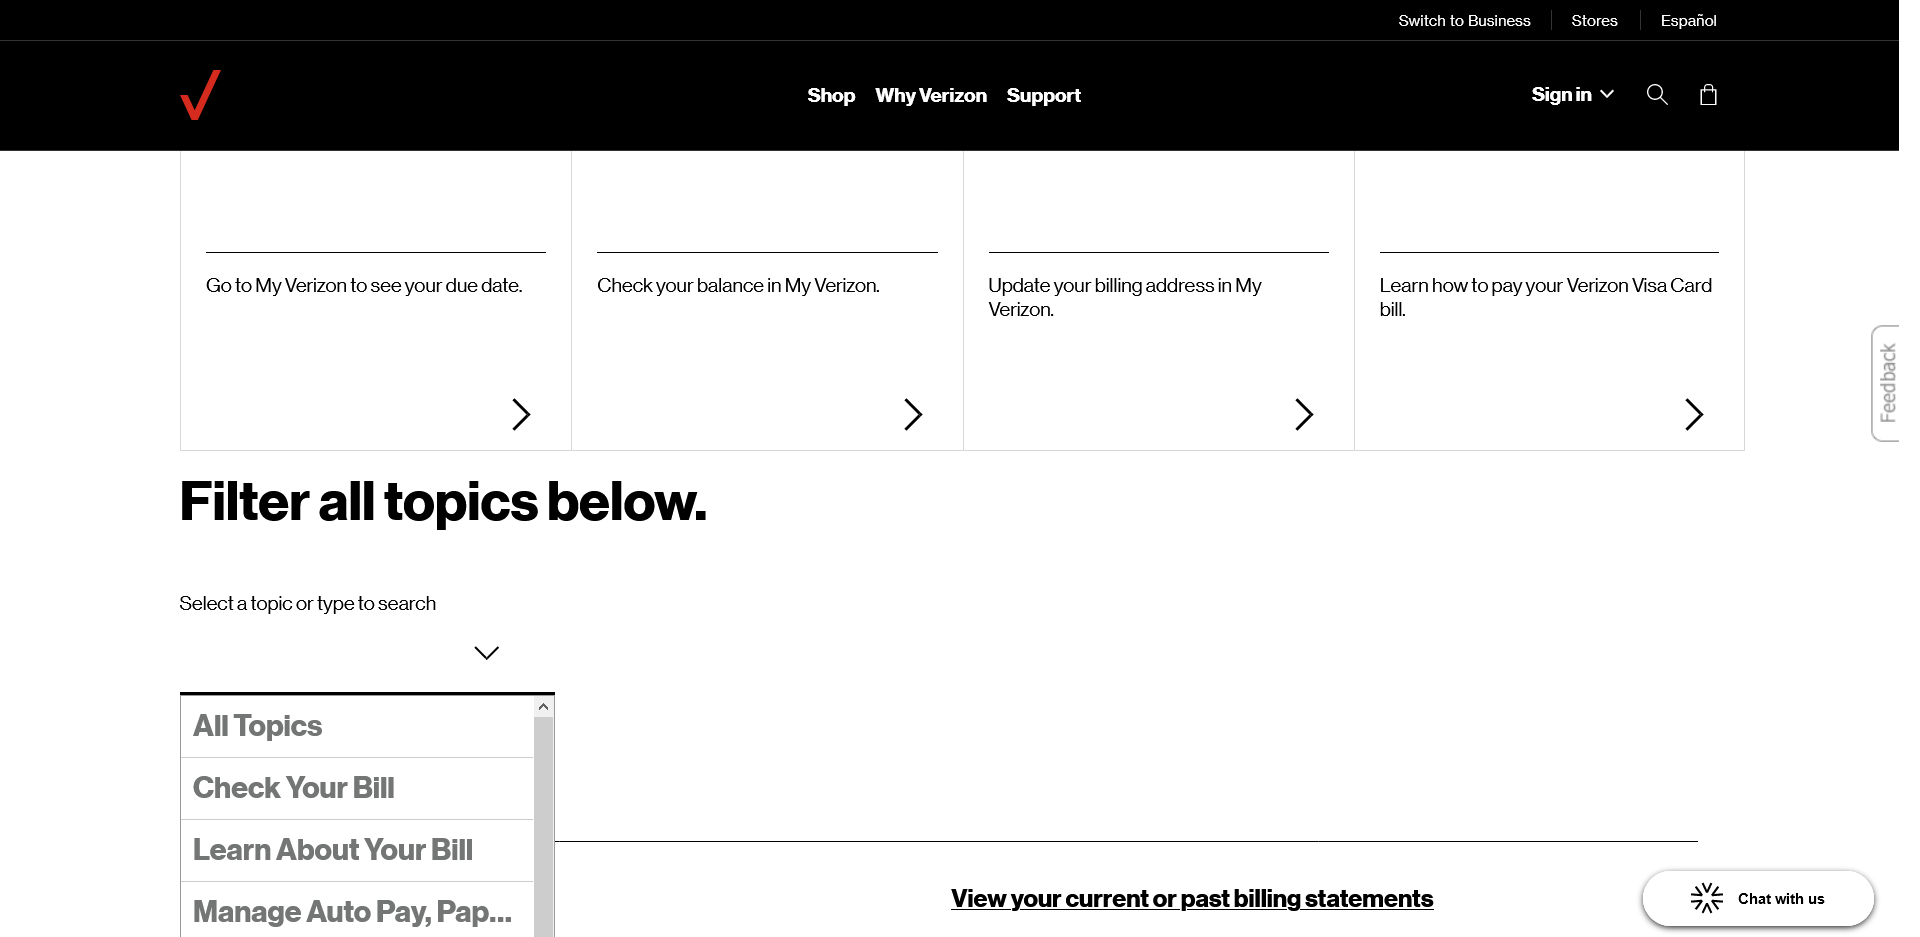 Switch to Business
Stores
Español
Shop
Why Verizon
Support
Sign in
Go to My Verizon to see your due date.
Check your balance in My Verizon.
Update your billing address in My
Verizon.
Learn how to pay your Verizon Visa Card
bill.
Feedback
Filter all topics below.
Select a topic or type to search
All Topics
Check Your Bill
Learn About Your Bill
Manage Auto Pay, Pap...
View your current or past billing statements
Chat with us